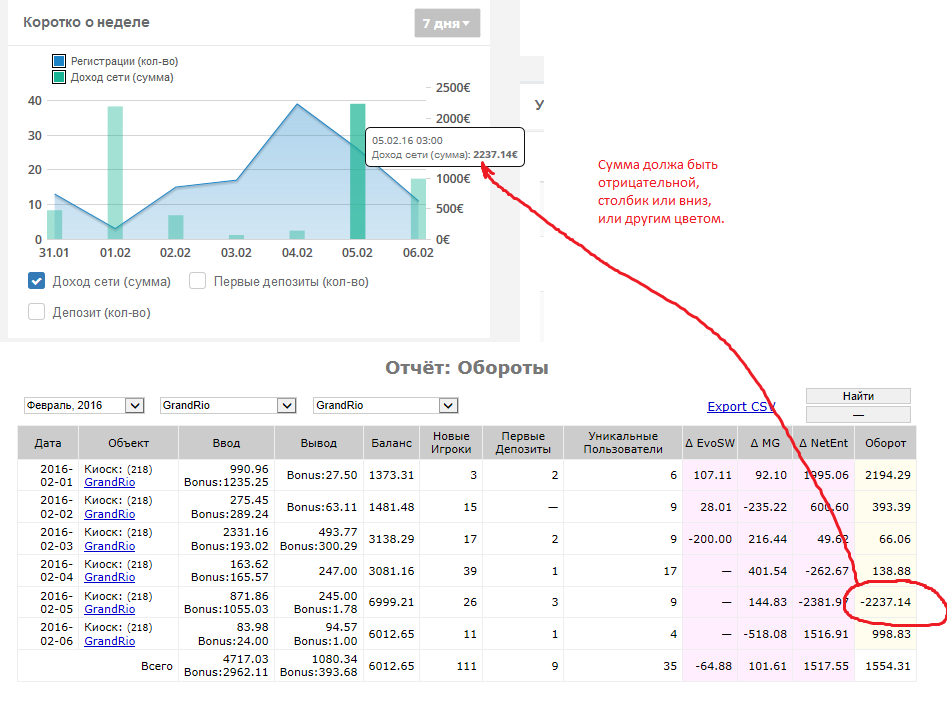 Коротко о неделе
7 дня
Регистрации (кол-во)
Доход сети (сумма)
2500€
40
2000€
У
05.02.16 03:00
30
Доход сети (сумма): 2237.14€
20
1000€
10
500€
0
0€
31.01 01.02 02.02 03.02 04.02 05.02 06.02
Доход сети (сумма) Первые депозиты (кол-во)
Депозит (кол-во)
Сумма должа быть
отрицательной,
столбик или вниз,
или другим цветом.
Отчёт: Обороты
Февраль, 2016 GrandRio GrandRio Export CSV Найти
—
Дата Объект Ввод Вывод Баланс Новые Игроки Первые Депозиты Уникальные Пользователи Δ EvoSW Δ MG Δ NetEnt Оборот
2016-02-01 Киоск: (218) GrandRio 990.96 Bonus:1235.25 Bonus:27.50 1373.31 3 2 6 107.11 92.10 1995.06 2194.29
2016-02-02 Киоск: (218) GrandRio 275.45 Bonus:289.24 Bonus:63.11 1481.48 15 — 9 28.01 -235.22 600.60 393.39
2016-02-03 Киоск: (218) GrandRio 2331.16 Bonus:193.02 493.77 Bonus:300.29 3138.29 17 2 9 -200.00 216.44 49.62 66.06
2016-02-04 Киоск: (218) GrandRio 163.62 Bonus:165.57 247.00 3081.16 39 1 17 — 401.54 -262.67 138.88
2016-02-05 Киоск: (218) GrandRio 871.86 Bonus:1055.03 245.00 Bonus:1.78 6999.21 26 3 9 — 144.83 -2381.97 -2237.14
2016-02-06 Киоск: (218) GrandRio 83.98 Bonus:24.00 94.57 Bonus:1.00 6012.65 11 1 4 — -518.08 1516.91 998.83
Всего 4717.03 Bonus:2962.11 1080.34 Bonus:393.68 6012.65 111 9 35 -64.88 101.61 1517.55 1554.31